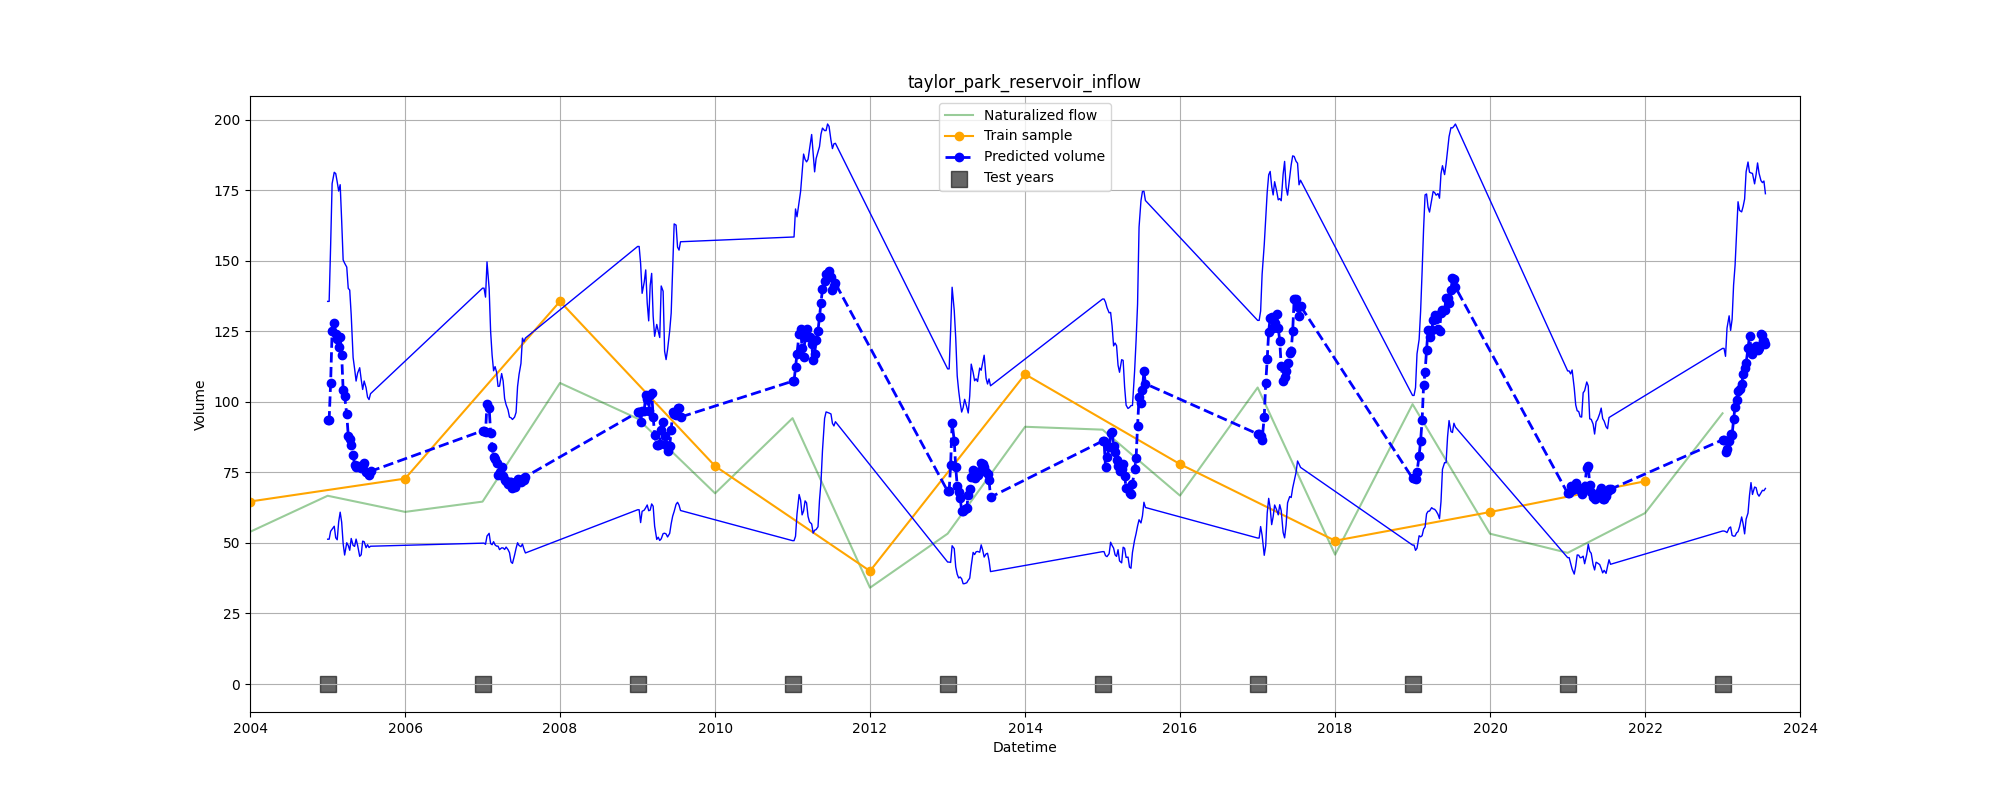 taylor_park_reservoir_inflow
Naturalized flow
Train sample
Predicted volume
Test years
Volume
200
175
150
125
100
75
50
25
0
2004 2006 2008 2010 2012 2014 2016 2018 2020 2022 2024
Datetime